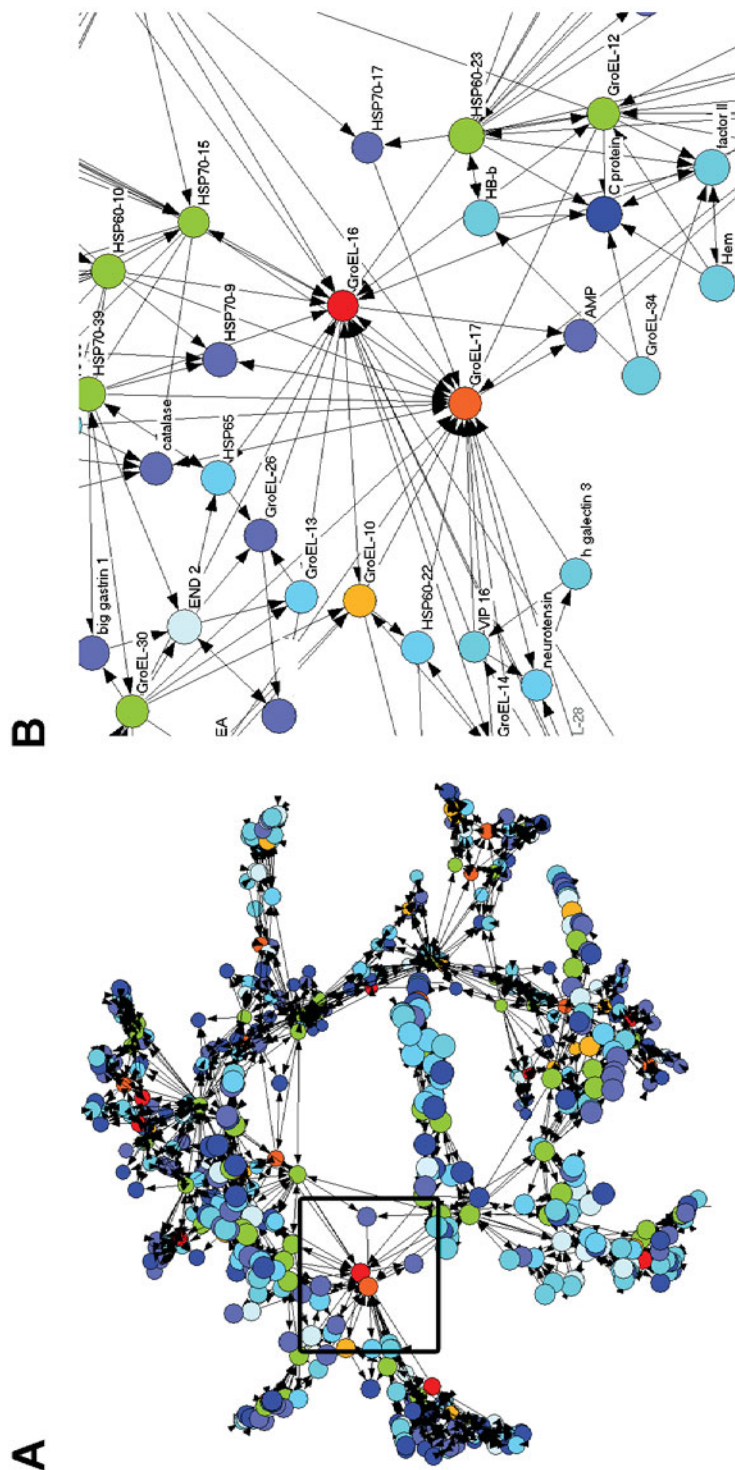 A
B
HSP60-10
HSP70-15
HSP70-39
HSP70-17
HSP60-23
GroEL-12
HSP70-9
GroEL-16
HB-b
C protein
factor II
catalase
HSP65
GroEL-17
AMP
GroEL-34
Hem
big gastrin 1
END 2
GroEL-26
GroEL-13
GroEL-10
GroEL-30
HSP60-22
VIP 16
h galectin 3
EA
GroEL-14
neurotensin
L-28